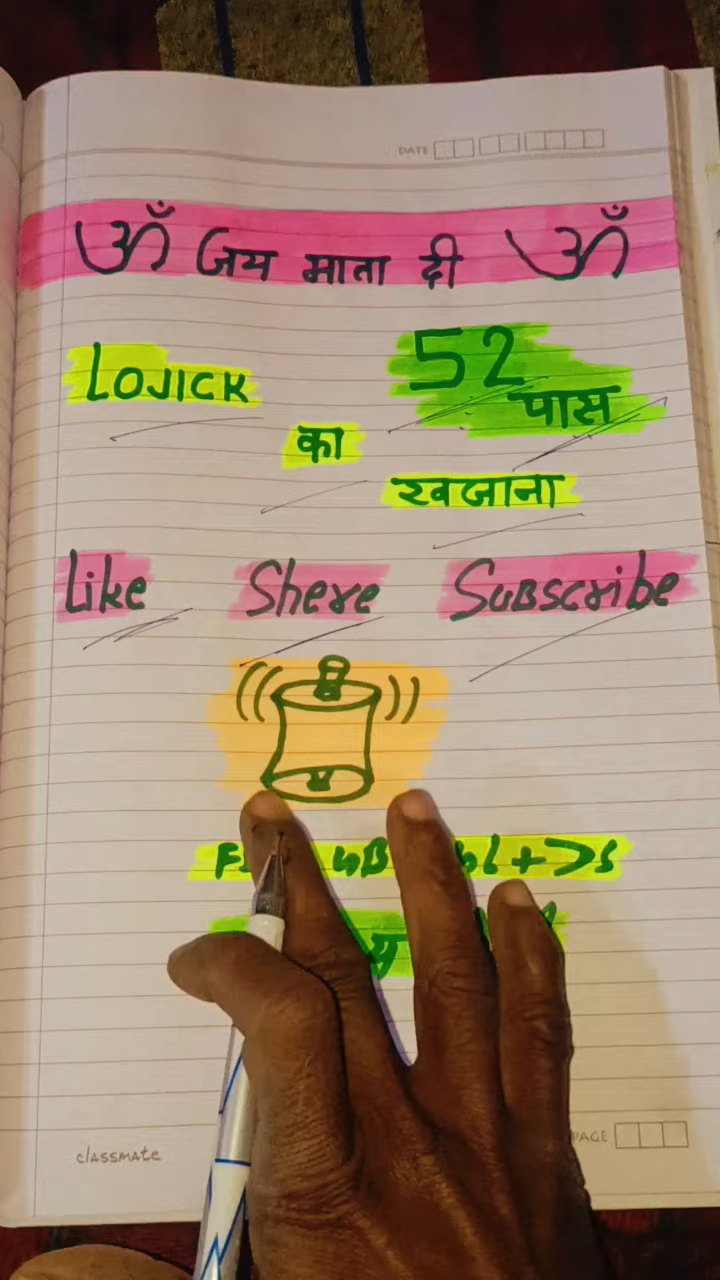 DATE
ॐ जय माता दी ॐ
LOJICK 52 पास
का
खजाना
Like Shere Subscribe
classmate PAGE